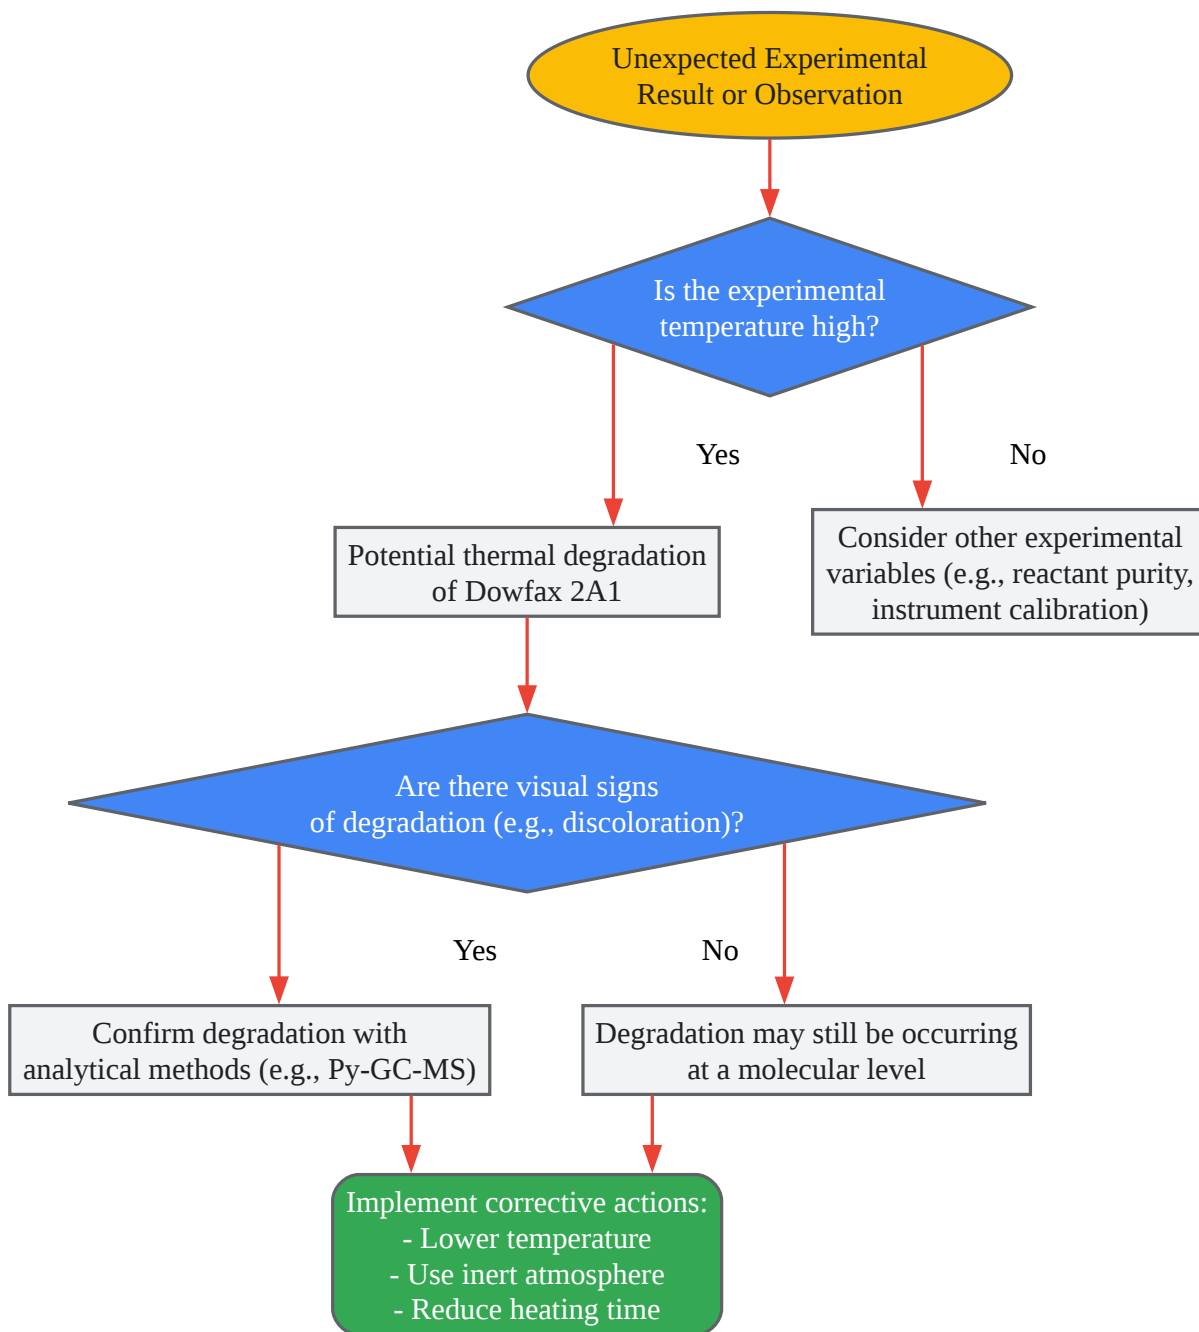 Unexpected Experimental
Result or Observation
Is the experimental
temperature high?
Yes
No
Potential thermal degradation
of Dowfax 2A1
Consider other experimental
variables (e.g., reactant purity,
instrument calibration)
Are there visual signs
of degradation (e.g., discoloration)?
Yes
No
Confirm degradation with
analytical methods (e.g., Py-GC-MS)
Degradation may still be occurring
at a molecular level
Implement corrective actions:
- Lower temperature
- Use inert atmosphere
- Reduce heating time